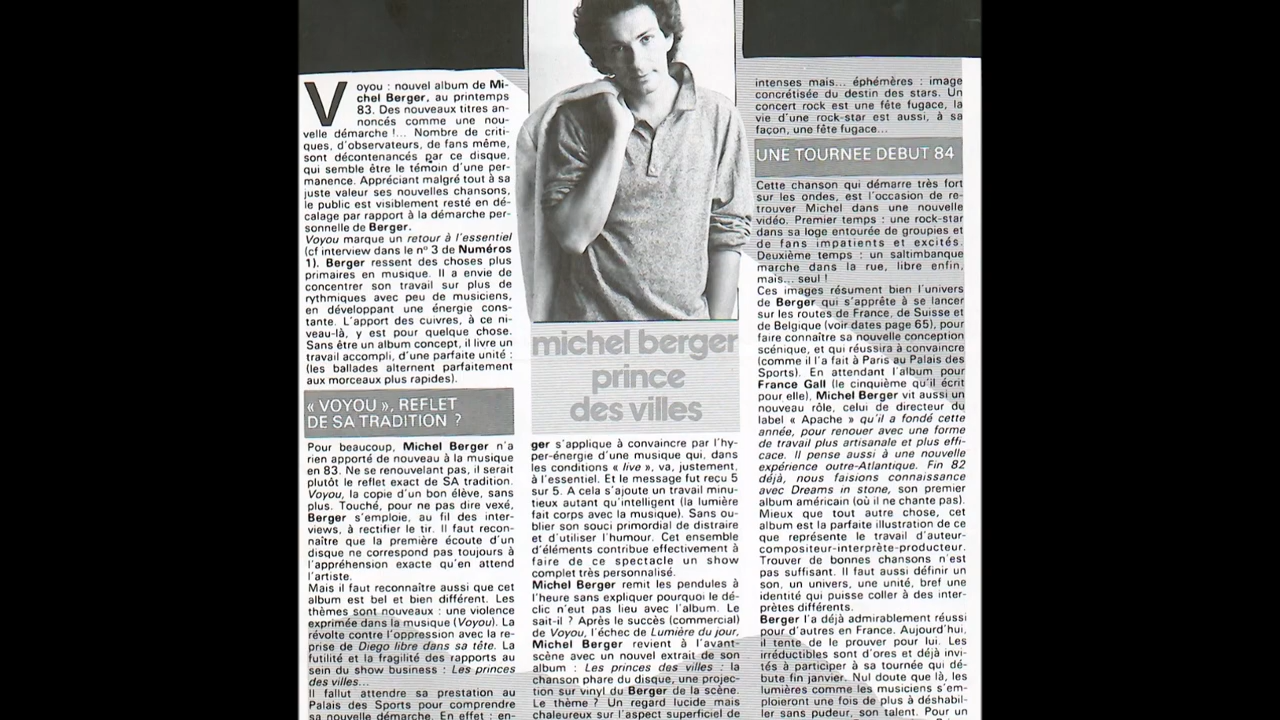 Voyou : nouvel album de Mi-
chel Berger, au printemps
83. Des nouveaux titres an-
noncés comme une nou-
velle démarche !... Nombre de criti-
ques, d'observateurs, de fans même,
sont décontenancés par ce disque,
qui semble être le témoin d'une per-
manence. Appréciant malgré tout à sa
juste valeur ses nouvelles chansons,
le public est visiblement resté en dé-
calage par rapport à la démarche per-
sonnelle de Berger.
Voyou marque un retour à l'essentiel
(cf interview dans le nº 3 de Numéros
1). Berger ressent des choses plus
primaires en musique. Il a envie de
concentrer son travail sur plus de
rythmiques avec peu de musiciens,
en développant une énergie cons-
tante. L'apport des cuivres, à ce ni-
veau-là, y est pour quelque chose.
Sans être un album concept, il livre un
travail accompli, d'une parfaite unité :
(les ballades alternent parfaitement
aux morceaux plus rapides).
« VOYOU », REFLET
DE SA TRADITION ?
Pour beaucoup, Michel Berger n'a
rien apporté de nouveau à la musique
en 83. Ne se renouvelant pas, il serait
plutôt le reflet exact de SA tradition.
Voyou, la copie d'un bon élève, sans
plus. Touché, pour ne pas dire vexé,
Berger s'emploie, au fil des inter-
views, à rectifier le tir. Il faut recon-
naître que la première écoute d'un
disque ne correspond pas toujours à
l'appréhension exacte qu'en attend
l'artiste.
Mais il faut reconnaître aussi que cet
album est bel et bien différent. Les
thèmes sont nouveaux : une violence
exprimée dans la musique (Voyou). La
révolte contre l'oppression avec la re-
prise de Diego libre dans sa tête. La
futilité et la fragilité des rapports au
sein du show business : Les princes
des villes...
Il fallut attendre sa prestation au
Palais des Sports pour comprendre
sa nouvelle démarche. En effet : en-
michel berger
prince
des villes
ger s'applique à convaincre par l'hy-
per-énergie d'une musique qui, dans
les conditions « live », va, justement,
à l'essentiel. Et le message fut reçu 5
sur 5. A cela s'ajoute un travail minu-
tieux autant qu'intelligent (la lumière
fait corps avec la musique). Sans ou-
blier son souci primordial de distraire
et d'utiliser l'humour. Cet ensemble
d'éléments contribue effectivement à
faire de ce spectacle un show
complet très personnalisé.
Michel Berger remit les pendules à
l'heure sans expliquer pourquoi le dé-
clic n'eut pas lieu avec l'album. Le
sait-il ? Après le succès (commercial)
de Voyou, l'échec de Lumière du jour,
Michel Berger revient à l'avant-
scène avec un nouvel extrait de son
album : Les princes des villes : la
chanson phare du disque, une projec-
tion sur vinyl du Berger de la scène.
Le thème ? Un regard lucide mais
chaleureux sur l'aspect superficiel de
intenses mais... éphémères : image
concrétisée du destin des stars. Un
concert rock est une fête fugace, la
vie d'une rock-star est aussi, à sa
façon, une fête fugace...
UNE TOURNEE DEBUT 84
Cette chanson qui démarre très fort
sur les ondes, est l'occasion de re-
trouver Michel dans une nouvelle
vidéo. Premier temps : une rock-star
dans sa loge entourée de groupies et
de fans impatients et excités.
Deuxième temps : un saltimbanque
marche dans la rue, libre enfin,
mais... seul !
Ces images résument bien l'univers
de Berger qui s'apprête à se lancer
sur les routes de France, de Suisse et
de Belgique (voir dates page 65), pour
faire connaître sa nouvelle conception
scénique, et qui réussira à convaincre
(comme il l'a fait à Paris au Palais des
Sports). En attendant l'album pour
France Gall (le cinquième qu'il écrit
pour elle), Michel Berger vit aussi un
nouveau rôle, celui de directeur du
label « Apache » qu'il a fondé cette
année, pour renouer avec une forme
de travail plus artisanale et plus effi-
cace. Il pense aussi à une nouvelle
expérience outre-Atlantique. Fin 82
déjà, nous faisions connaissance
avec Dreams in stone, son premier
album américain (où il ne chante pas).
Mieux que tout autre chose, cet
album est la parfaite illustration de ce
que représente le travail d'auteur-
compositeur-interprète-producteur.
Trouver de bonnes chansons n'est
pas suffisant. Il faut aussi définir un
son, un univers, une unité, bref une
identité qui puisse coller à des inter-
prètes différents.
Berger l'a déjà admirablement réussi
pour d'autres en France. Aujourd'hui,
il tente de le prouver pour lui. Les
irréductibles sont d'ores et déjà invi-
tés à participer à sa tournée qui dé-
bute fin janvier. Nul doute que là, les
lumières comme les musiciens s'em-
ploieront une fois de plus à déshabil-
ler sans pudeur, son talent. Pour un